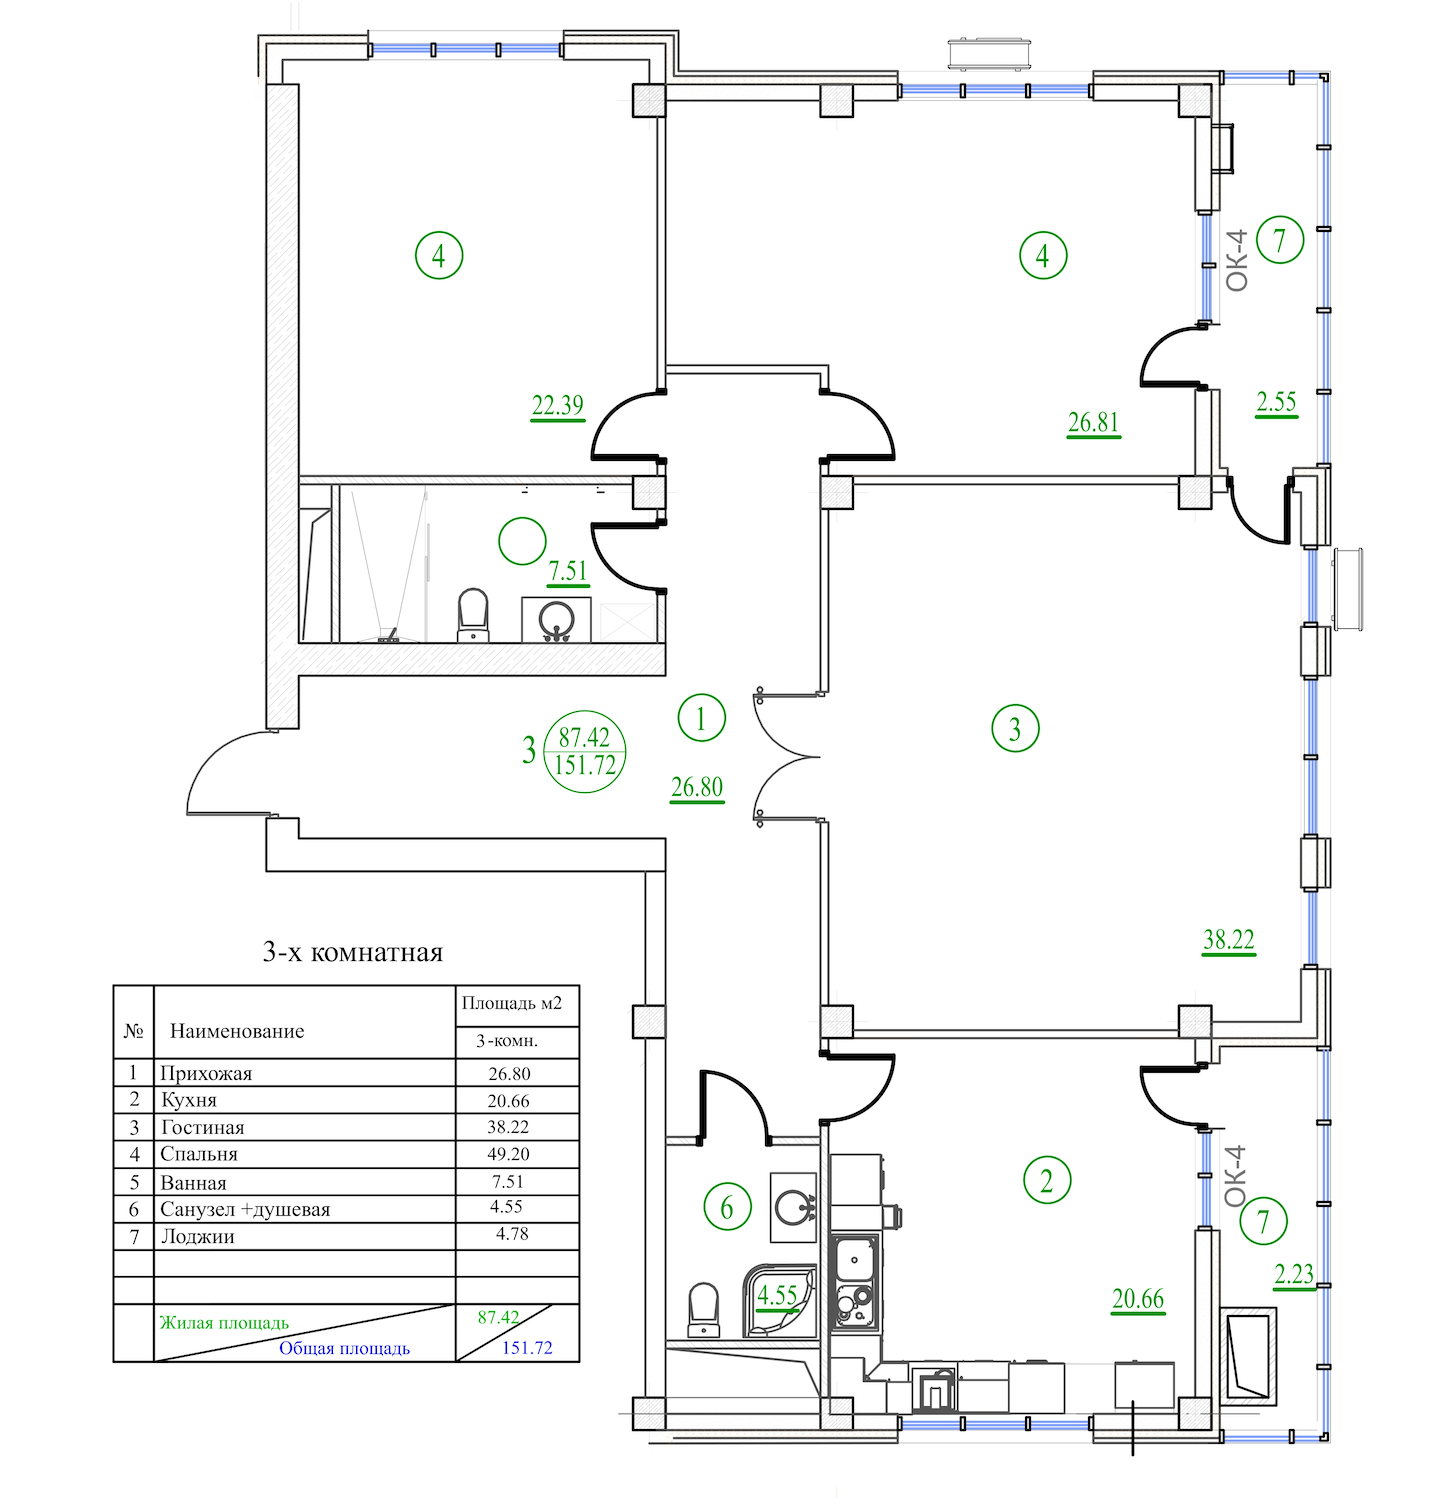 4
4
7
ОК-4
22.39
26.81
2.55
7.51
1
3
3
87.42
151.72
26.80
38.22
3-х комнатная
№ Наименование Площадь м2
3-комн.
1 Прихожая 26.80
2 Кухня 20.66
3 Гостиная 38.22
4 Спальня 49.20
5 Ванная 7.51
6 Санузел +душевая 4.55
7 Лоджии 4.78
Жилая площадь 87.42
Общая площадь 151.72
6
2
ОК-4
7
4.55
20.66
2.23